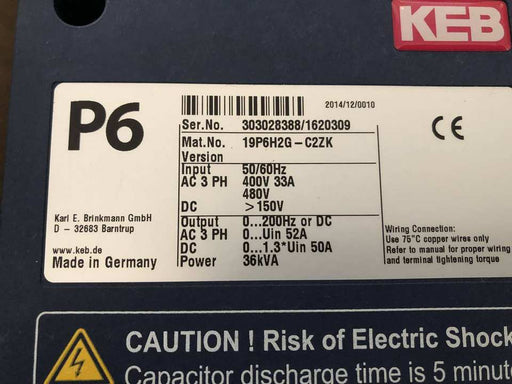 KEB
P6
2014/12/0010
Ser.No. 303028388/1620309
Mat.No. 19P6H2G-C2ZK
Version
Input 50/60Hz
AC 3 PH 400V 33A
480V
DC >150V
Output 0...200Hz or DC
AC 3 PH 0...Uin 52A
DC 0...1.3*Uin 50A
Power 36kVA
CE
Karl E. Brinkmann GmbH
D - 32683 Barntrup
www.keb.de
Made in Germany
Wiring Connection:
Use 75°C copper wires only
Refer to manual for proper wiring
and terminal tightening torque
CAUTION ! Risk of Electric Shock
Capacitor discharge time is 5 minute